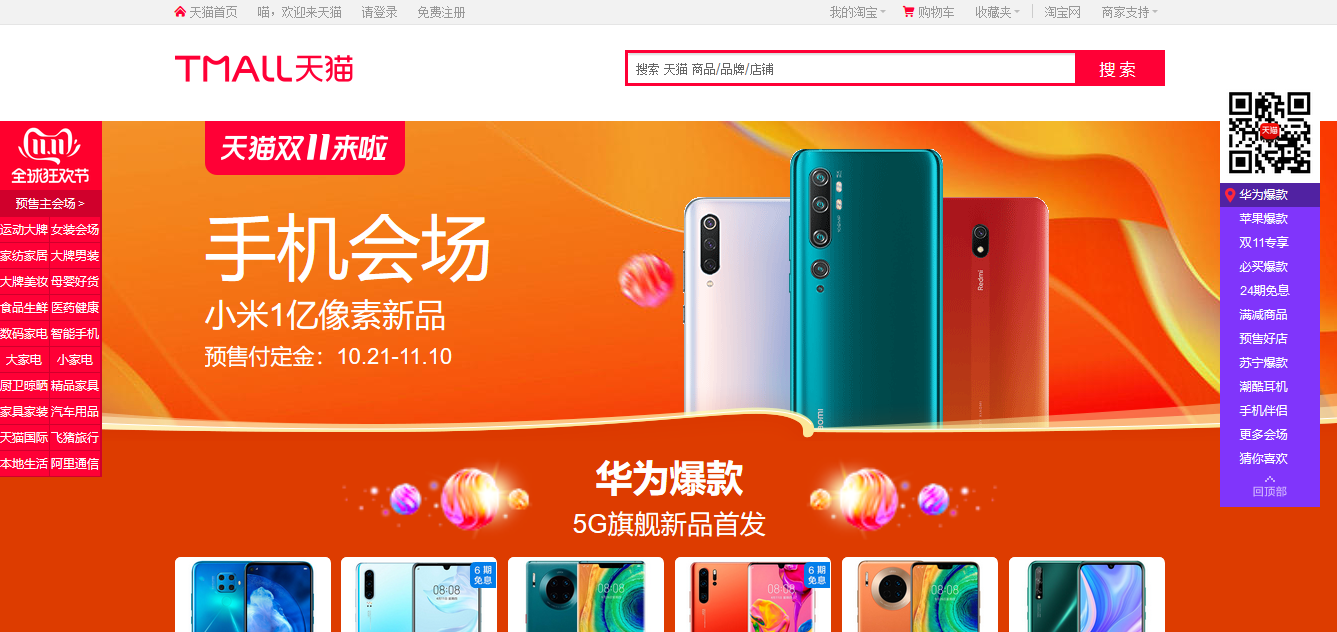 天猫首页 喵，欢迎来天猫 请登录 免费注册 我的淘宝 购物车 收藏夹 淘宝网 商家支持
TMALL天猫
搜索 天猫 商品/品牌/店铺
搜索
11.11
全球狂欢节
预售主会场 >
运动大牌 女装会场
家纺家居 大牌男装
大牌美妆 母婴好货
食品生鲜 医药健康
数码家电 智能手机
大家电 小家电
厨卫晾晒 精品家具
家具家装 汽车用品
天猫国际 飞猪旅行
本地生活 阿里通信
天猫双11来啦
手机会场
小米1亿像素新品
预售付定金：10.21-11.10
Redmi
天猫
华为爆款
苹果爆款
双11专享
必买爆款
24期免息
满减商品
预售好店
苏宁爆款
潮酷耳机
手机伴侣
更多会场
猜你喜欢
回顶部
华为爆款
5G旗舰新品首发
08:08
6 期
免息
08:08
08:08
6 期
免息
08:08